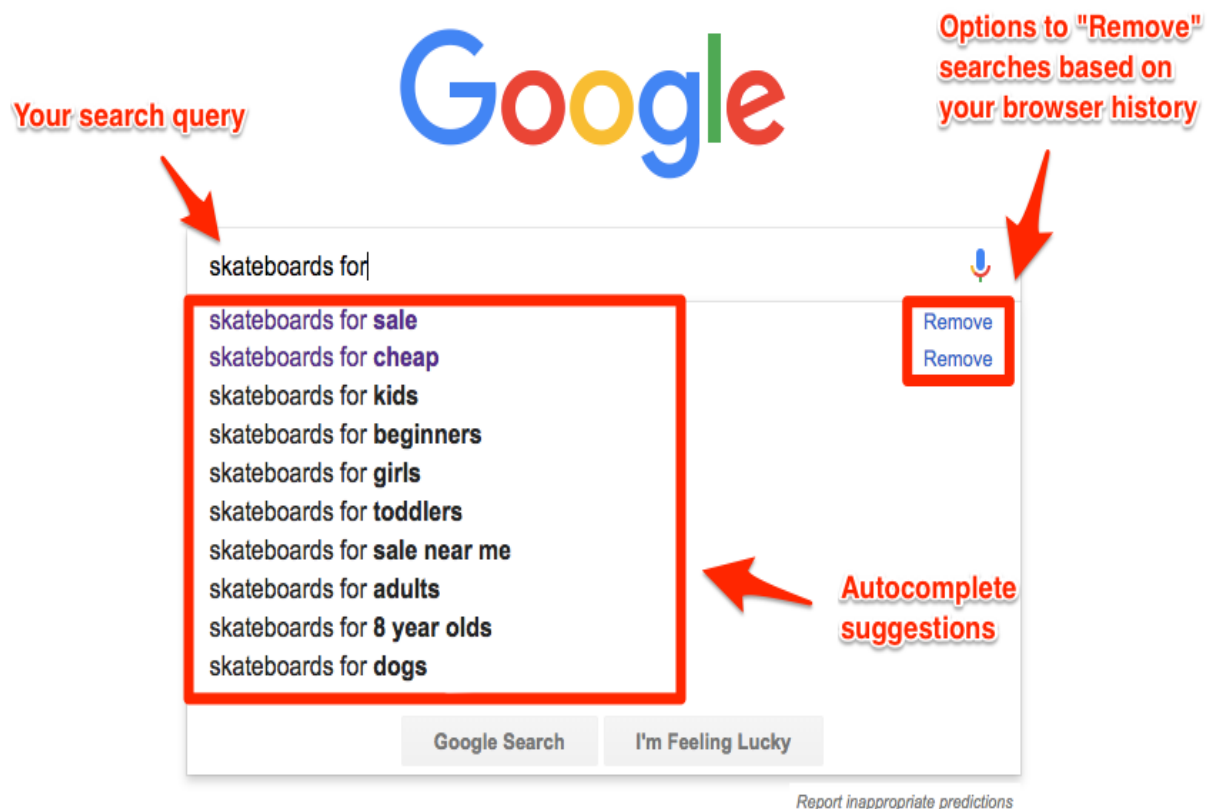 Google
Options to "Remove"
searches based on
your browser history
Your search query
skateboards for
skateboards for sale
Remove
skateboards for cheap
Remove
skateboards for kids
skateboards for beginners
skateboards for girls
skateboards for toddlers
skateboards for sale near me
skateboards for adults
skateboards for 8 year olds
skateboards for dogs
Autocomplete
suggestions
Google Search
I'm Feeling Lucky
Report inappropriate predictions